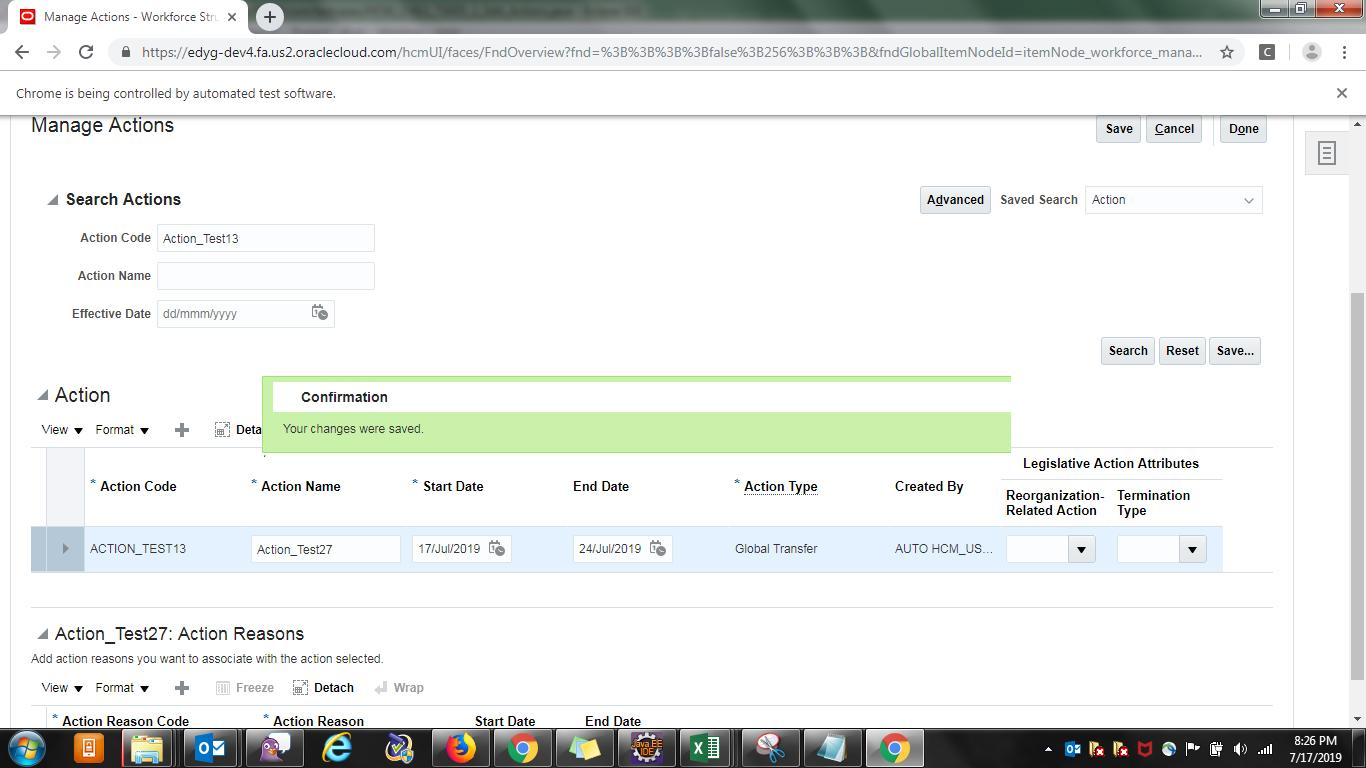 Manage Actions - Workforce Stru
https://edyg-dev4.fa.us2.oraclecloud.com/hcmUI/faces/FndOverview?fnd=%3B%3B%3B%3Bfalse%3B256%3B%3B%3B&fndGlobalItemNodeId=itemNode_workforce_mana...
C
Chrome is being controlled by automated test software.
Manage Actions
Save Cancel Done
Search Actions
Advanced Saved Search Action
Action Code Action_Test13
Action Name
Effective Date dd/mmm/yyyy
Search Reset Save...
Action
Confirmation
View Format Deta
Your changes were saved.
Legislative Action Attributes
* Action Code * Action Name * Start Date End Date * Action Type Created By Reorganization-Related Action Termination Type
ACTION_TEST13 Action_Test27 17/Jul/2019 24/Jul/2019 Global Transfer AUTO HCM_US...
Action_Test27: Action Reasons
Add action reasons you want to associate with the action selected.
View Format Freeze Detach Wrap
* Action Reason Code * Action Reason Start Date End Date
Java EE
IDE
8:26 PM
7/17/2019